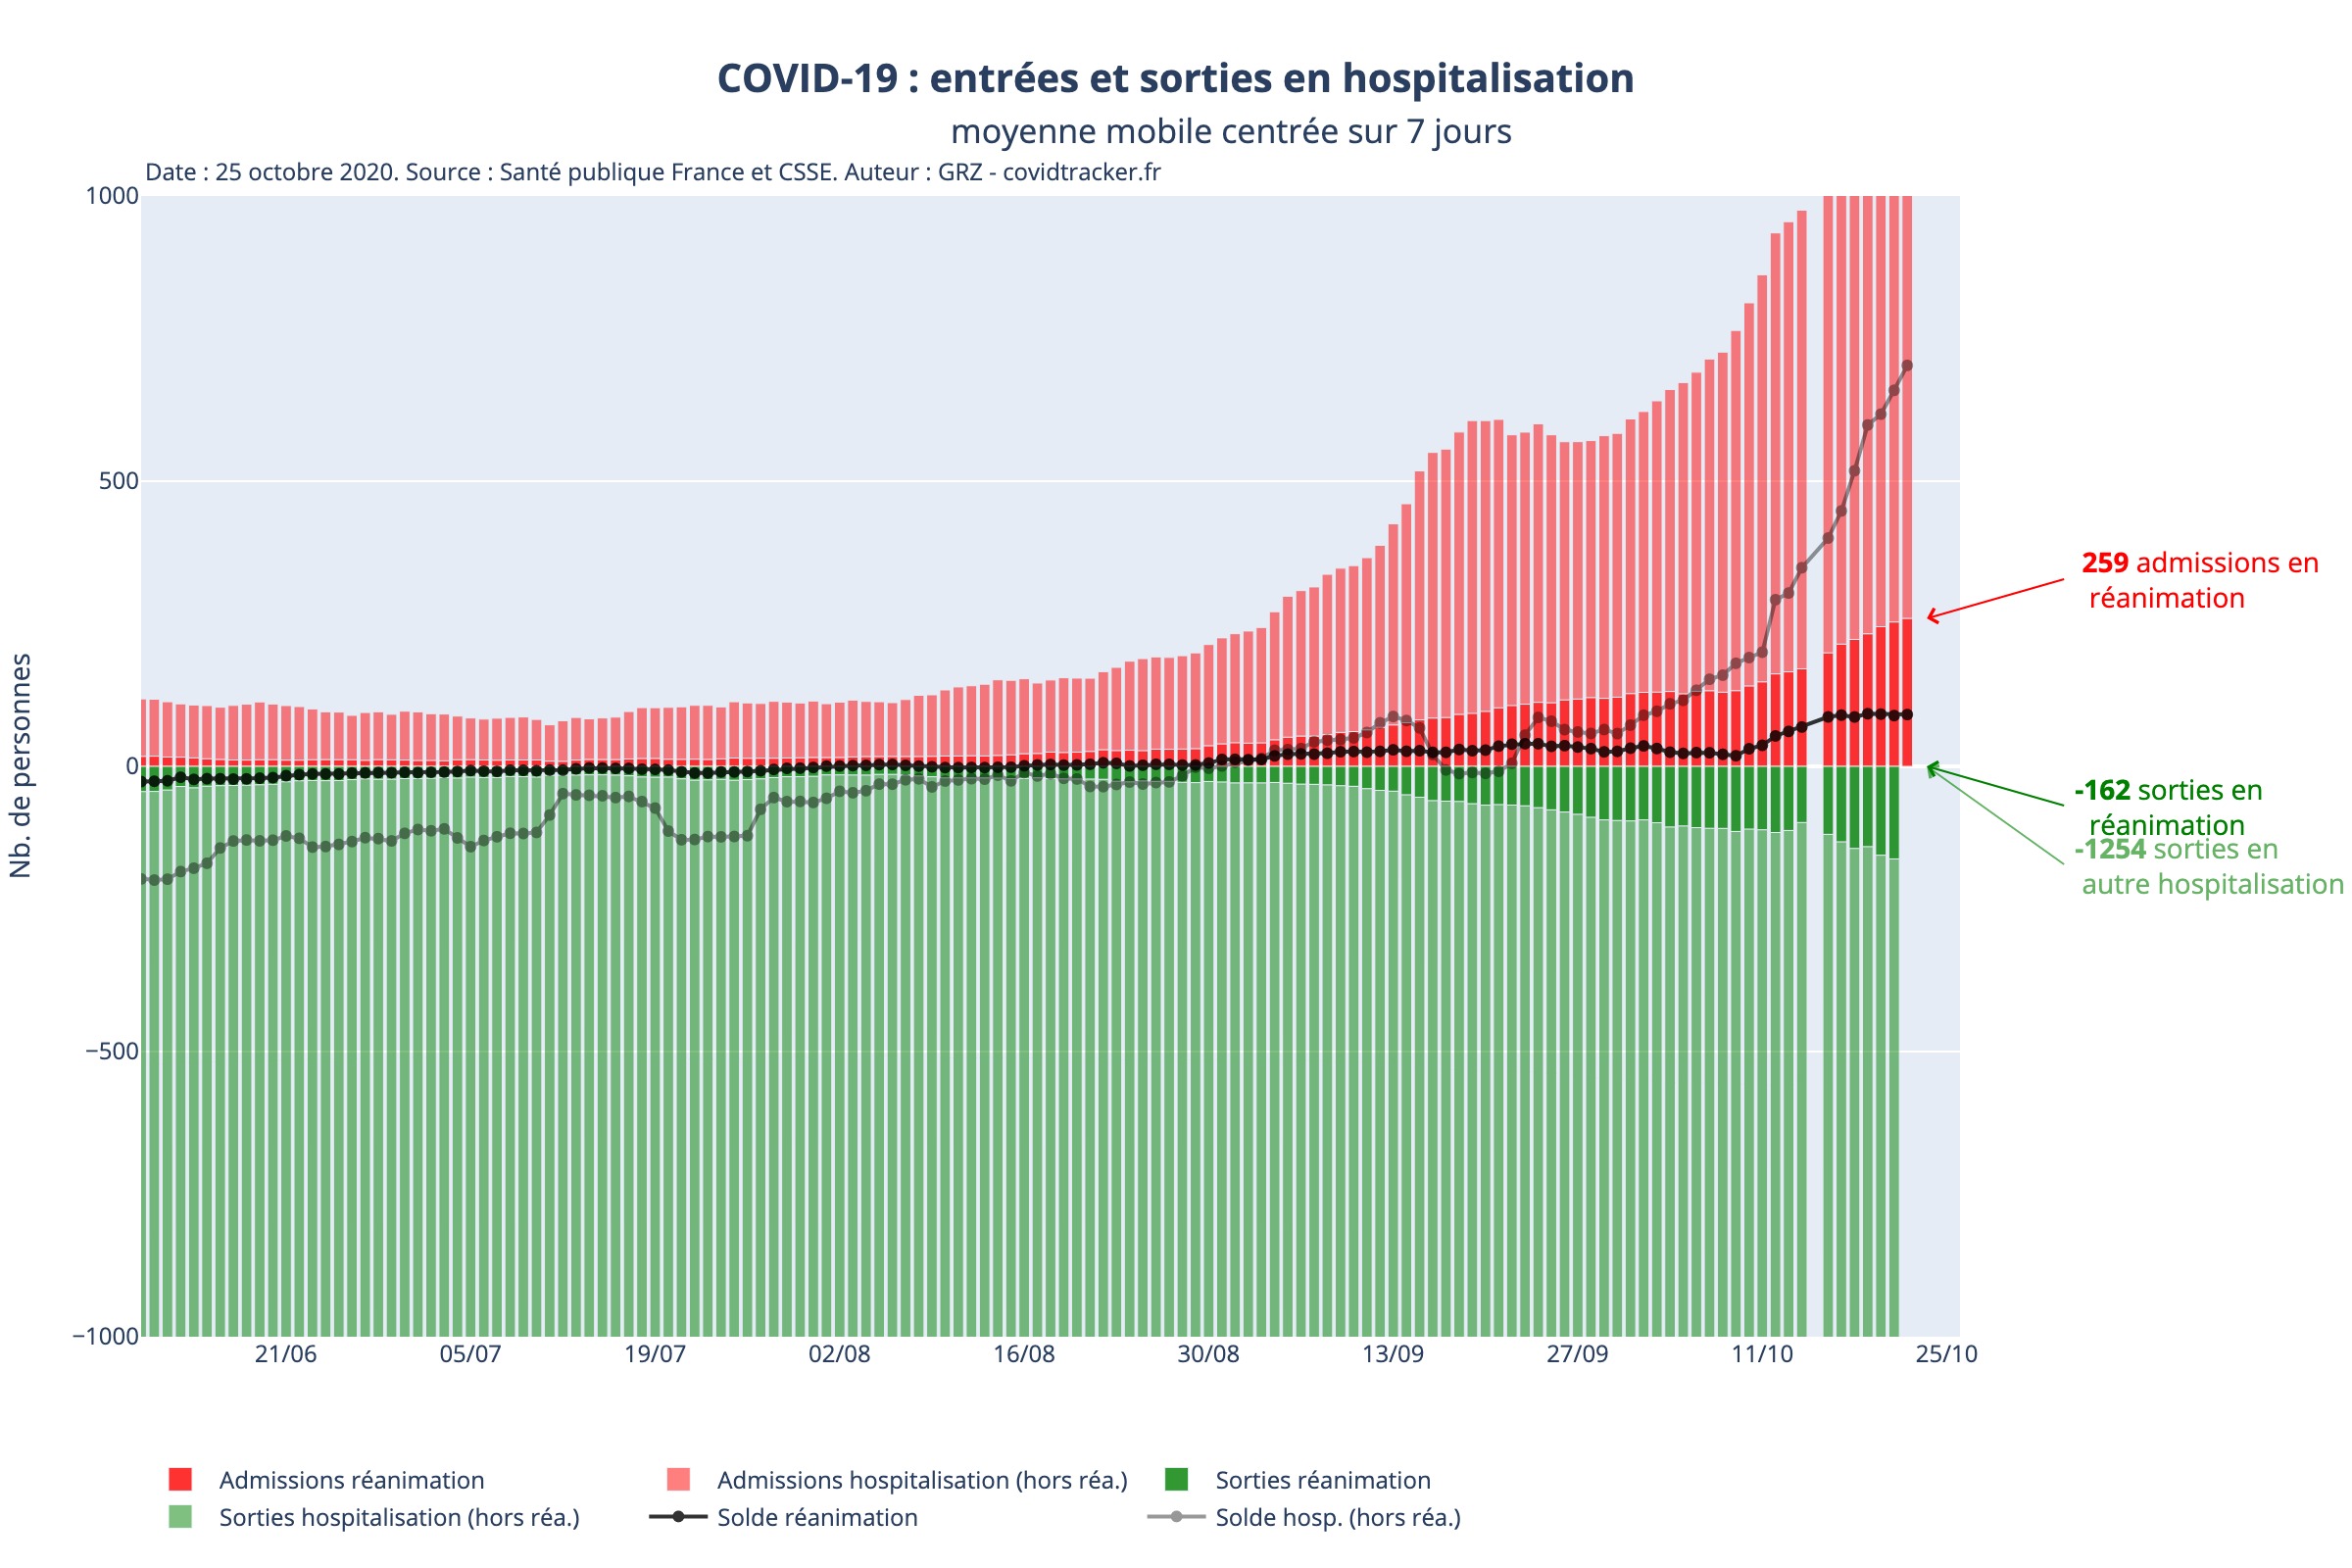 COVID-19 : entrées et sorties en hospitalisation
moyenne mobile centrée sur 7 jours
Date : 25 octobre 2020. Source : Santé publique France et CSSE. Auteur : GRZ - covidtracker.fr
Nb. de personnes
1000
500
0
−500
−1000
21/06
05/07
19/07
02/08
16/08
30/08
13/09
27/09
11/10
25/10
259 admissions en
réanimation
-162 sorties en
réanimation
-1254 sorties en
autre hospitalisation
Admissions réanimation
Admissions hospitalisation (hors réa.)
Sorties réanimation
Sorties hospitalisation (hors réa.)
Solde réanimation
Solde hosp. (hors réa.)